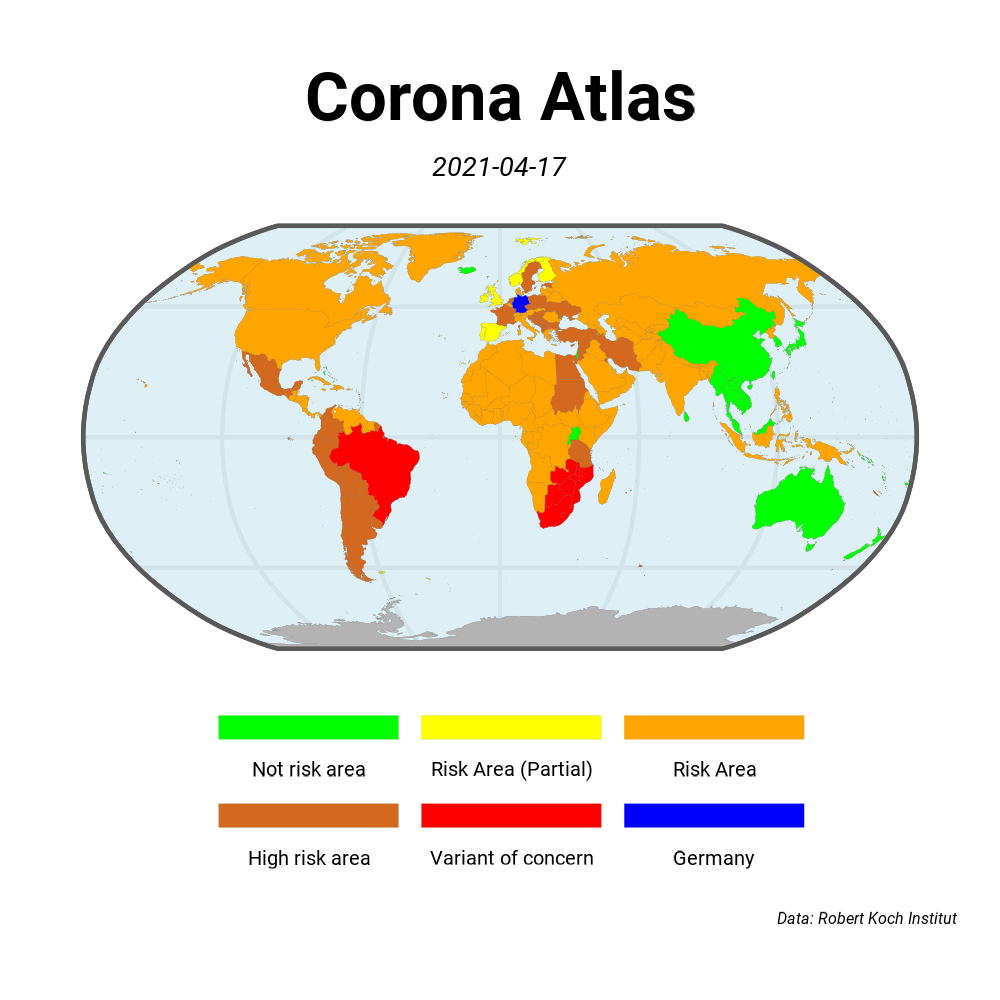 Corona Atlas
2021-04-17
Not risk area
Risk Area (Partial)
Risk Area
High risk area
Variant of concern
Germany
Data: Robert Koch Institut